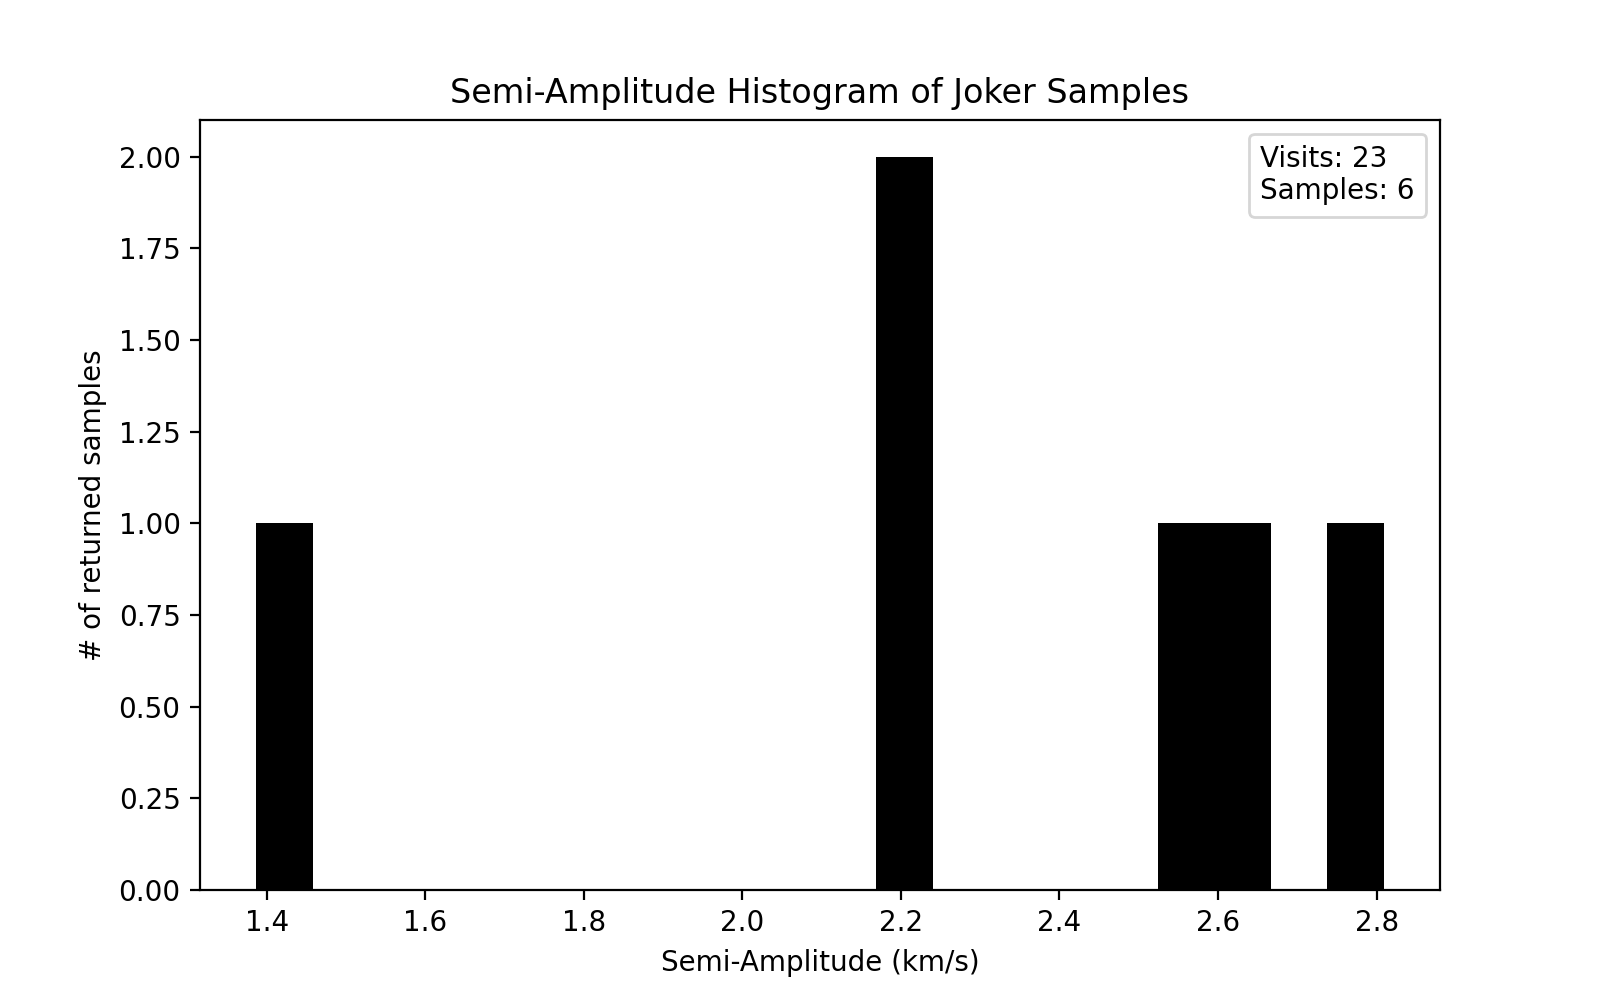 Semi-Amplitude Histogram of Joker Samples
Visits: 23
Samples: 6
# of returned samples
2.00
1.75
1.50
1.25
1.00
0.75
0.50
0.25
0.00
1.4 1.6 1.8 2.0 2.2 2.4 2.6 2.8
Semi-Amplitude (km/s)